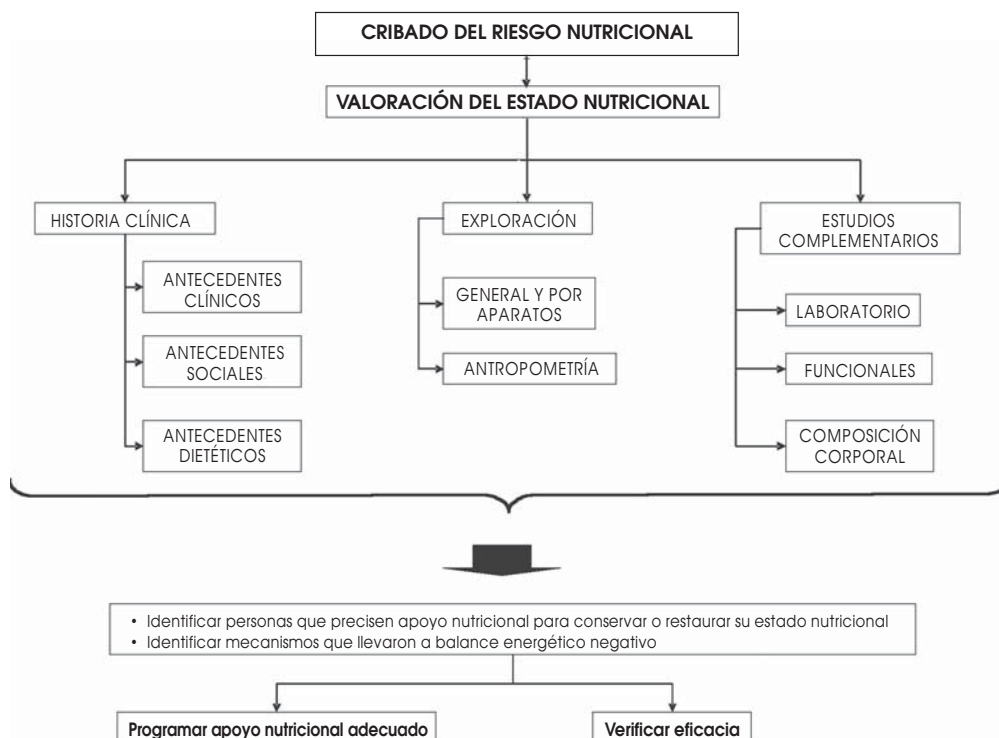 CRIBADO DEL RIESGO NUTRICIONAL
VALORACIÓN DEL ESTADO NUTRICIONAL
HISTORIA CLÍNICA
ANTECEDENTES
CLÍNICOS
ANTECEDENTES
SOCIALES
ANTECEDENTES
DIETÉTICOS
EXPLORACIÓN
GENERAL Y POR
APARATOS
ANTROPOMETRÍA
ESTUDIOS
COMPLEMENTARIOS
LABORATORIO
FUNCIONALES
COMPOSICIÓN
CORPORAL
• Identificar personas que precisen apoyo nutricional para conservar o restaurar su estado nutricional
• Identificar mecanismos que llevaron a balance energético negativo
Programar apoyo nutricional adecuado
Verificar eficacia